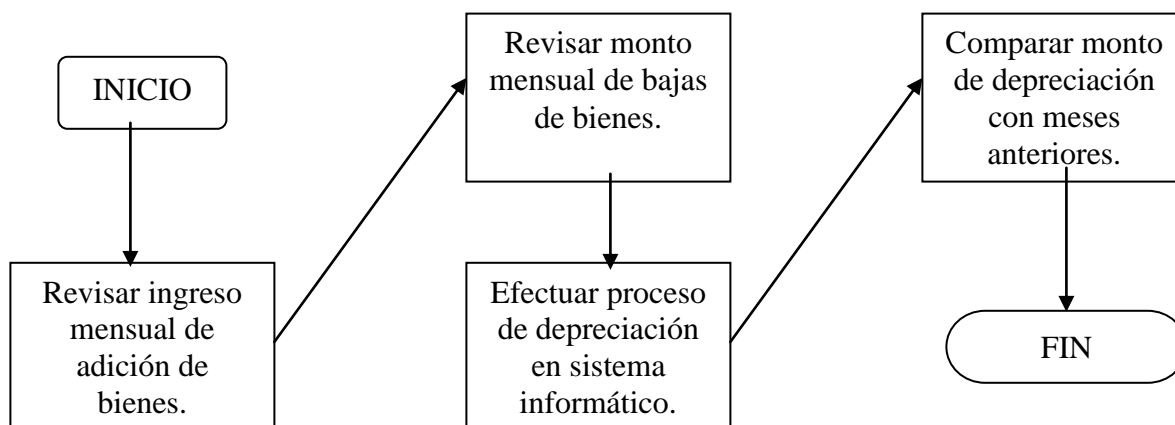 INICIO
Revisar ingreso
mensual de
adición de
bienes.
Revisar monto
mensual de bajas
de bienes.
Efectuar proceso
de depreciación
en sistema
informático.
Comparar monto
de depreciación
con meses
anteriores.
FIN